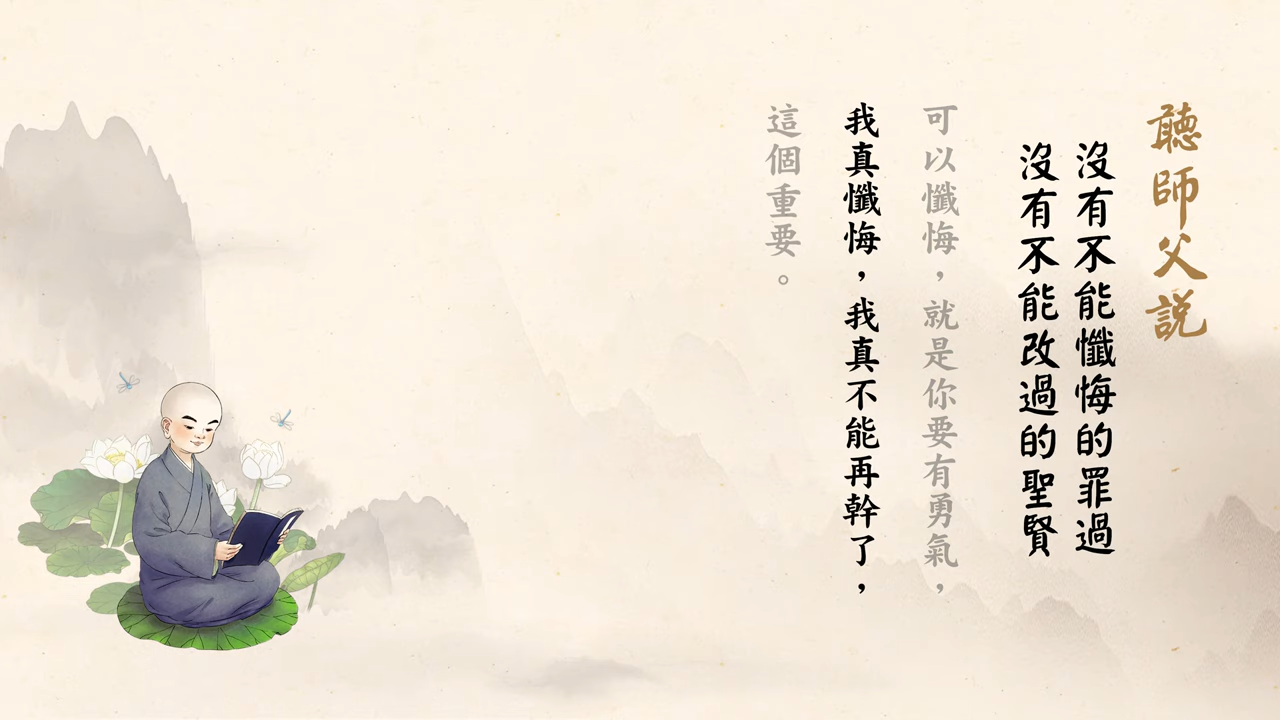 聽師父說
沒有不能懺悔的罪過
沒有不能改過的聖賢
可以懺悔，就是你要有勇氣，
我真懺悔，我真不能再幹了，
這個重要。